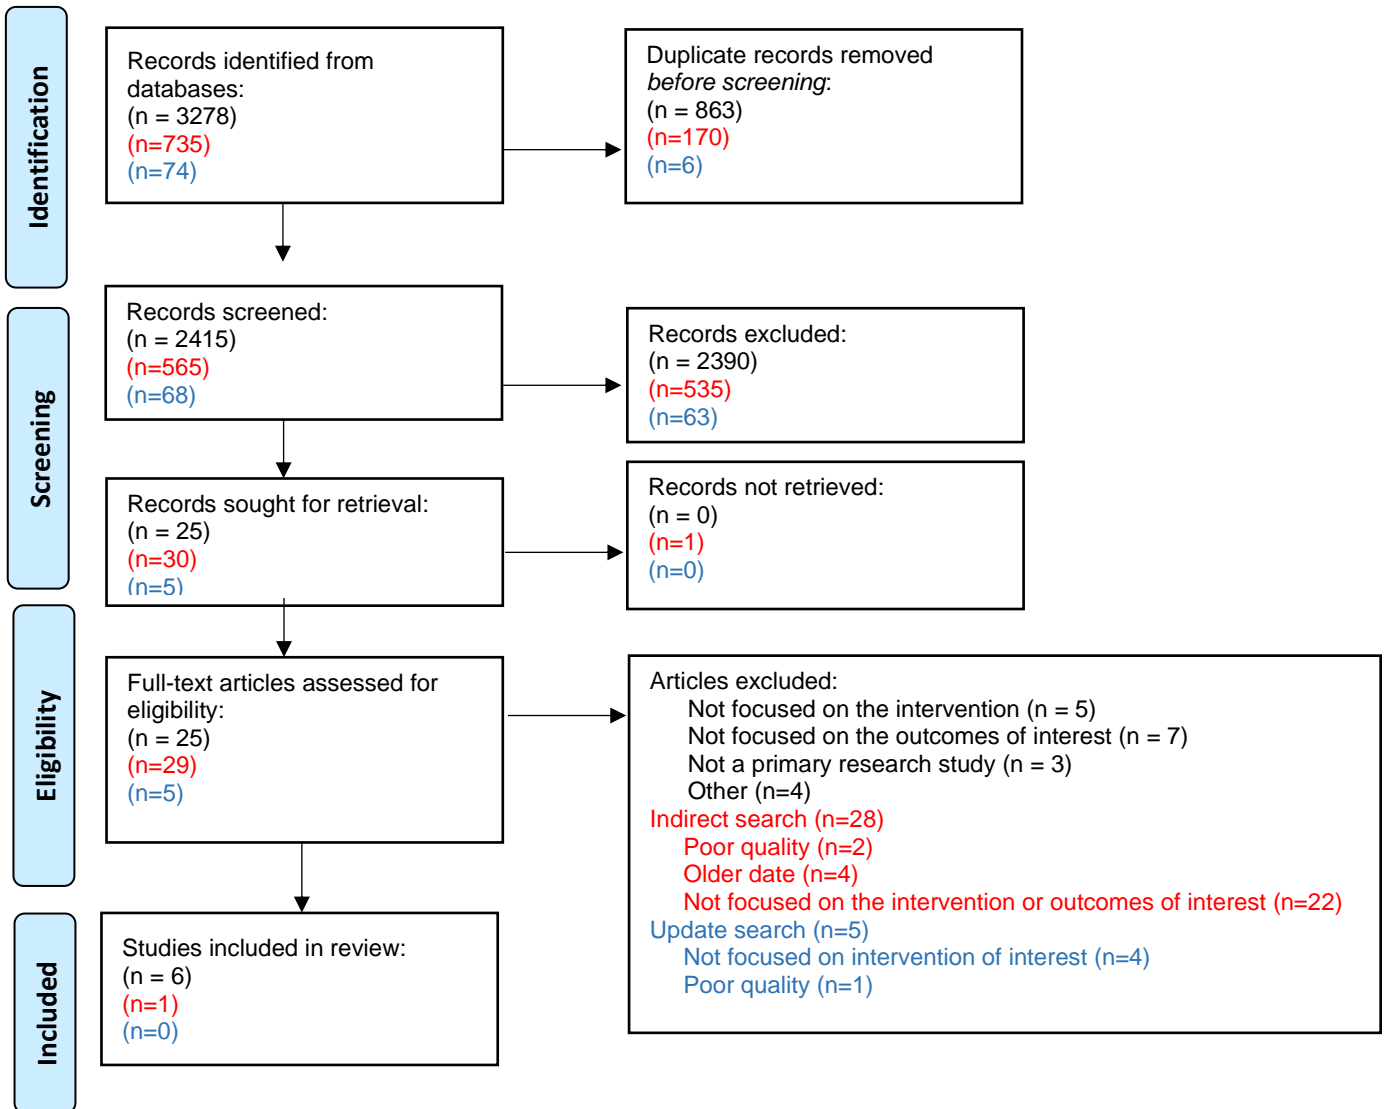 Identification
Records identified from
databases:
(n = 3278)
(n=735)
(n=74)
Duplicate records removed
before screening:
(n = 863)
(n=170)
(n=6)
Screening
Records screened:
(n = 2415)
(n=565)
(n=68)
Records excluded:
(n = 2390)
(n=535)
(n=63)
Records sought for retrieval:
(n = 25)
(n=30)
(n=5)
Records not retrieved:
(n = 0)
(n=1)
(n=0)
Eligibility
Full-text articles assessed for
eligibility:
(n = 25)
(n=29)
(n=5)
Articles excluded:
Not focused on the intervention (n = 5)
Not focused on the outcomes of interest (n = 7)
Not a primary research study (n = 3)
Other (n=4)
Indirect search (n=28)
Poor quality (n=2)
Older date (n=4)
Not focused on the intervention or outcomes of interest (n=22)
Update search (n=5)
Not focused on intervention of interest (n=4)
Poor quality (n=1)
Included
Studies included in review:
(n = 6)
(n=1)
(n=0)